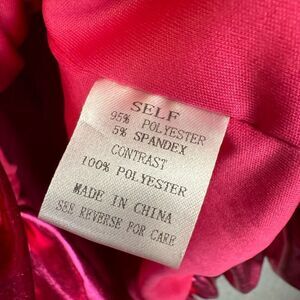 SELF
95% POLYESTER
5% SPANDEX
CONTRAST
100% POLYESTER
MADE IN CHINA
SEE REVERSE FOR CARE